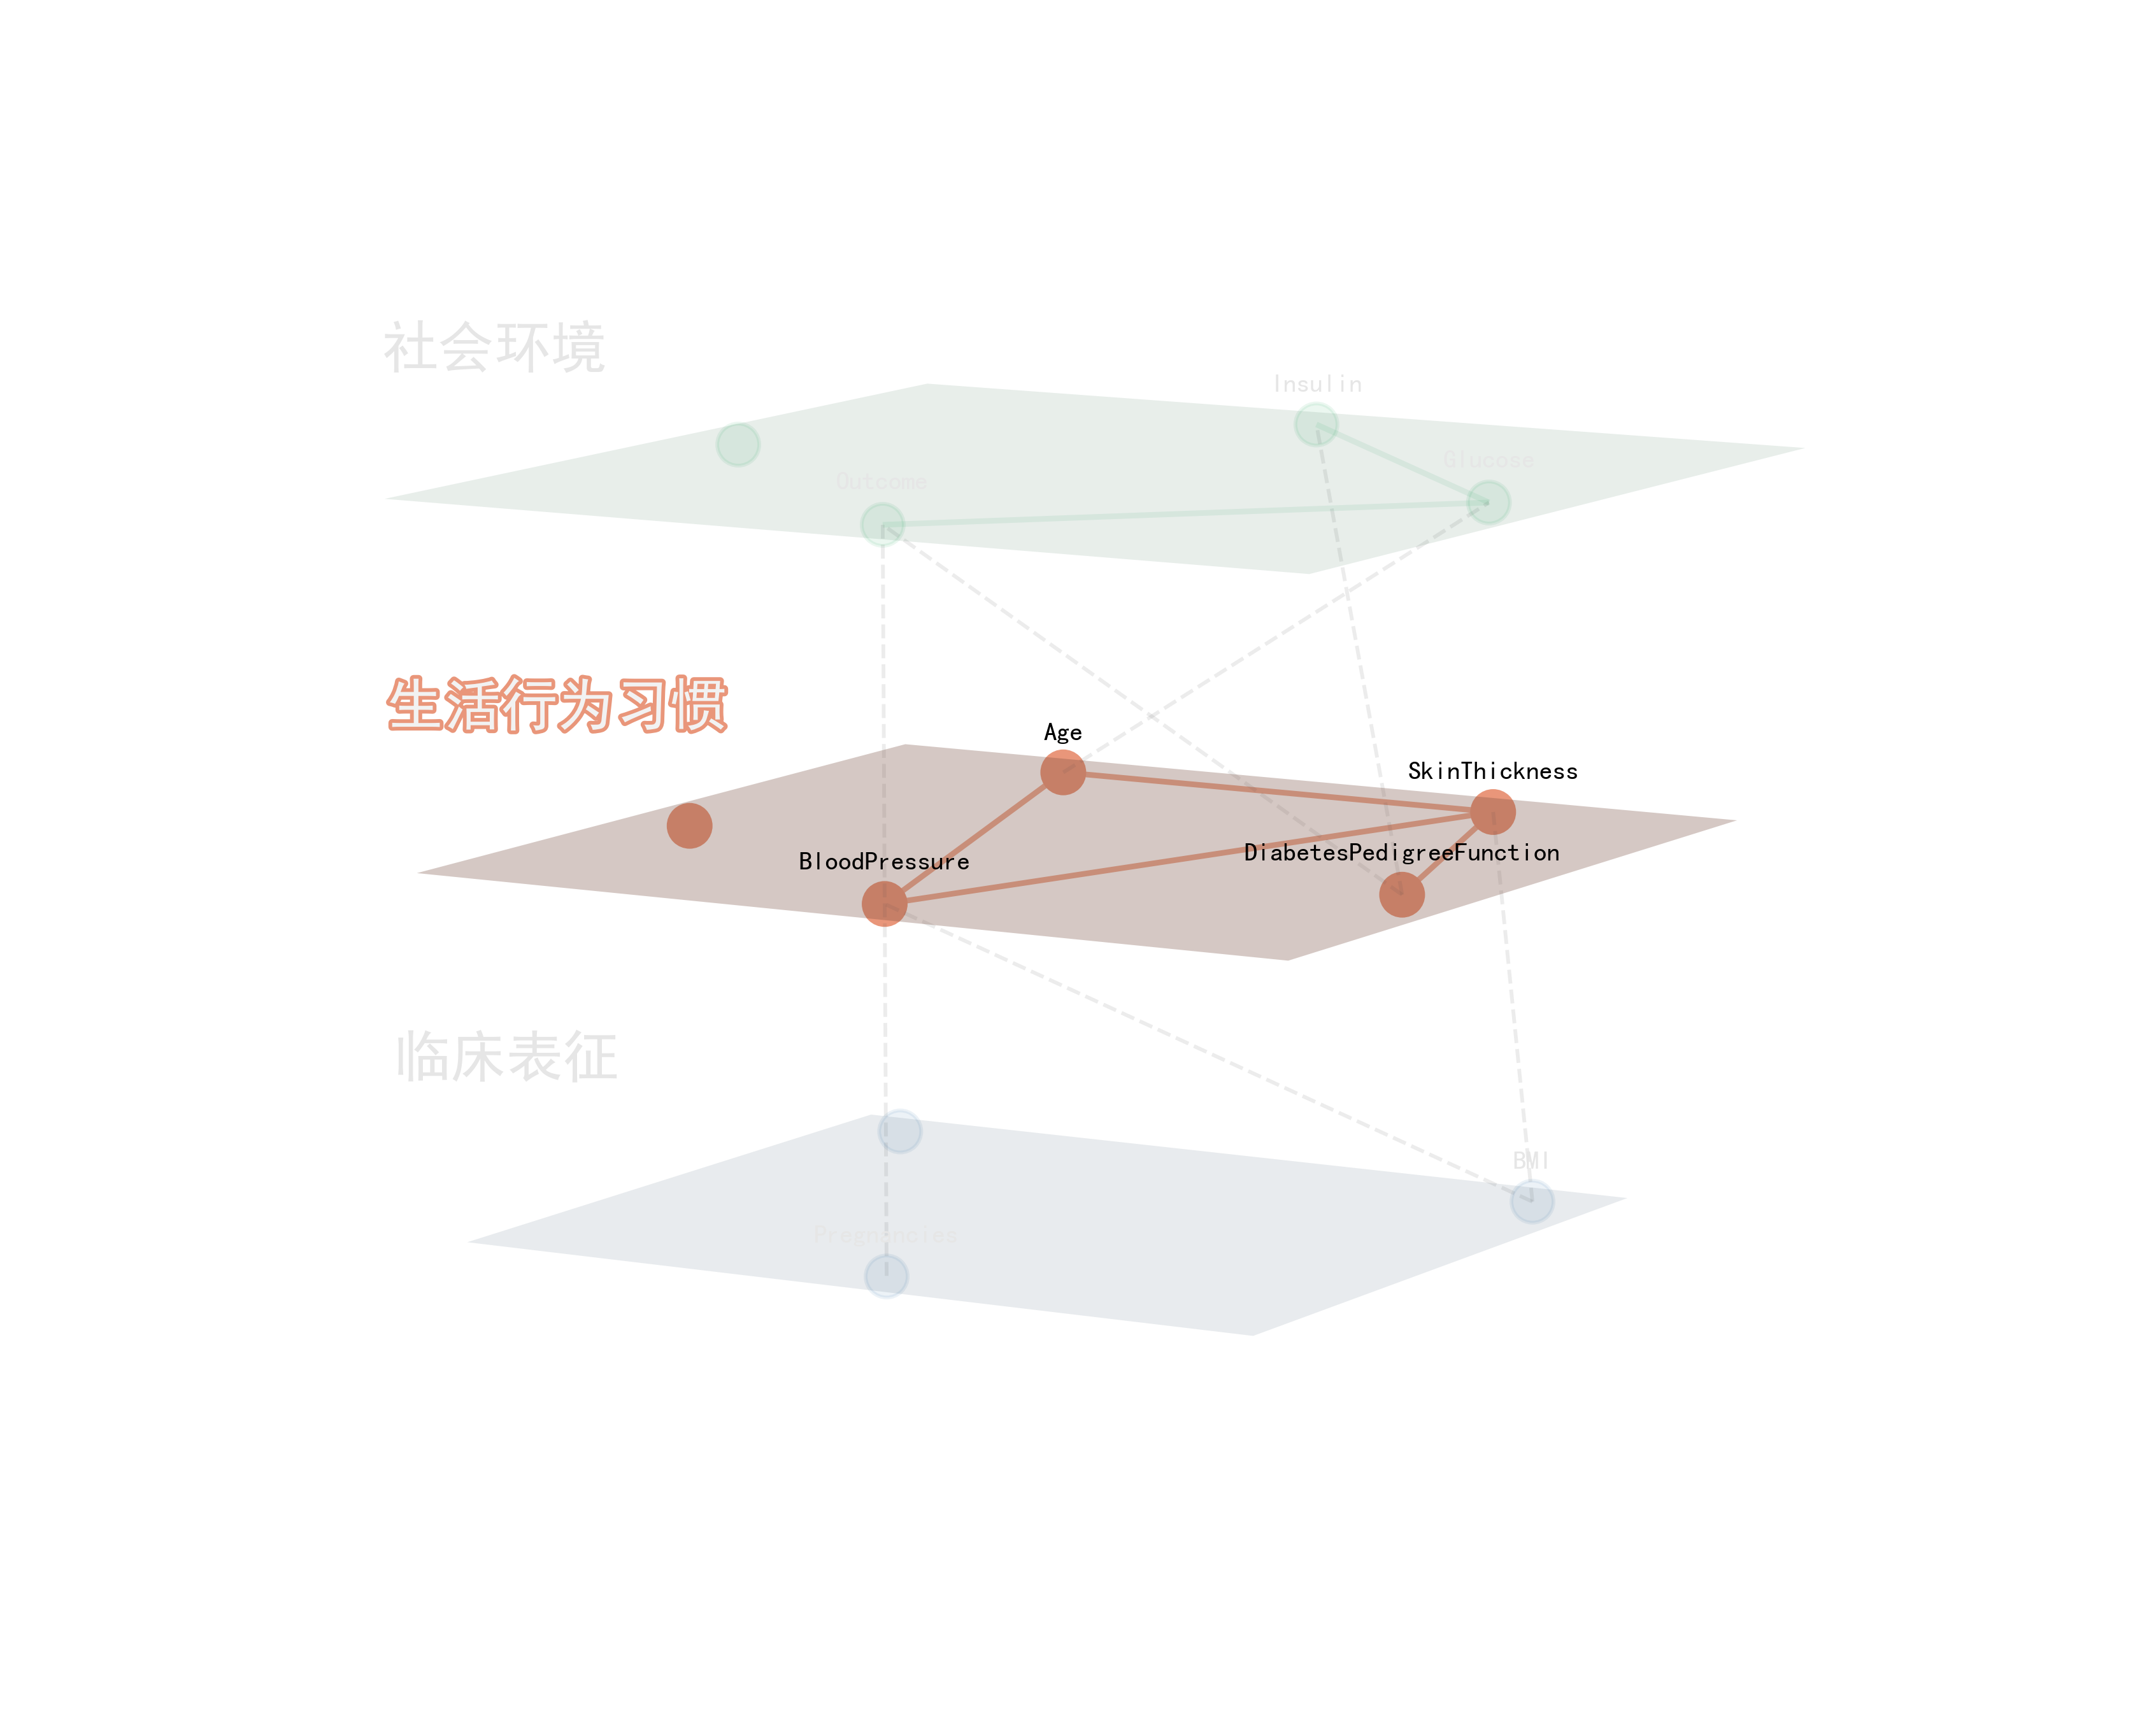 社会环境
Insulin
Glucose
Outcome
生活行为习惯
Age
SkinThickness
DiabetesPedigreeFunction
BloodPressure
临床表征
BMI
Pregnancies